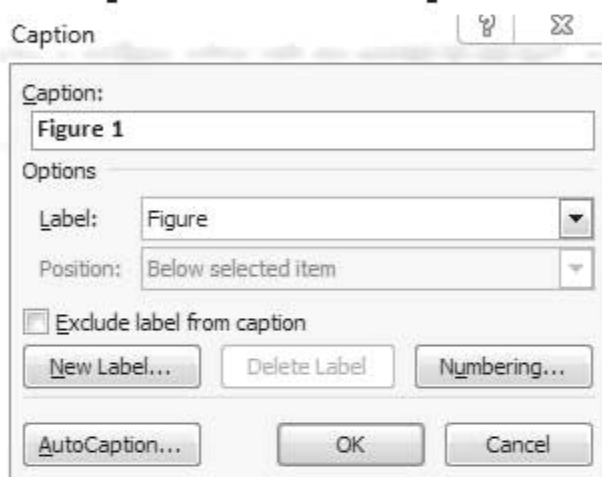 Caption
Caption:
Figure 1
Options
Label: Figure
Position: Below selected item
Exclude label from caption
New Label... Delete Label Numbering...
AutoCaption... OK Cancel